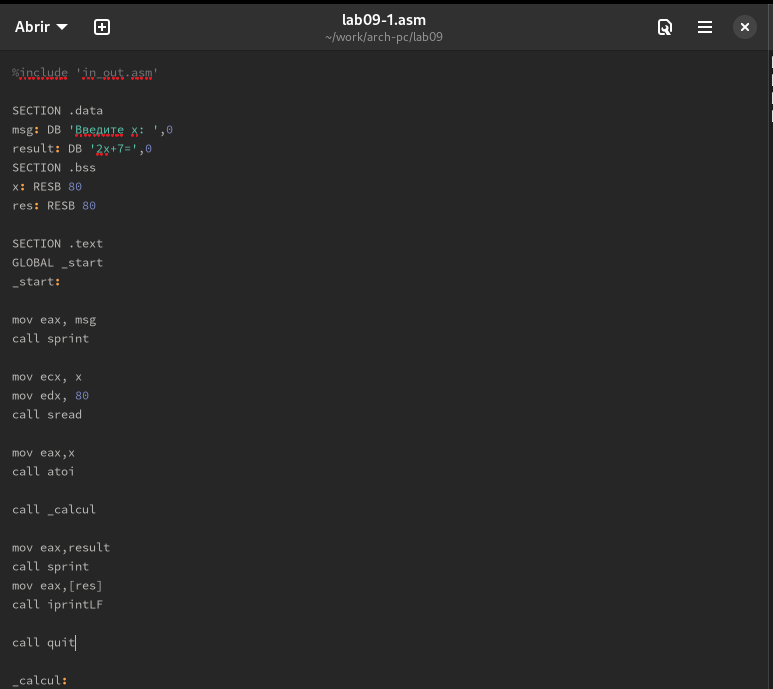 Abrir
lab09-1.asm
~/work/arch-pc/lab09
%include 'in_out.asm'
SECTION .data
msg: DB 'Введите x: ',0
result: DB '2x+7=',0
SECTION .bss
x: RESB 80
res: RESB 80
SECTION .text
GLOBAL _start
_start:
mov eax, msg
call sprint
mov ecx, x
mov edx, 80
call sread
mov eax,x
call atoi
call _calcul
mov eax,result
call sprint
mov eax,[res]
call iprintLF
call quit
_calcul: